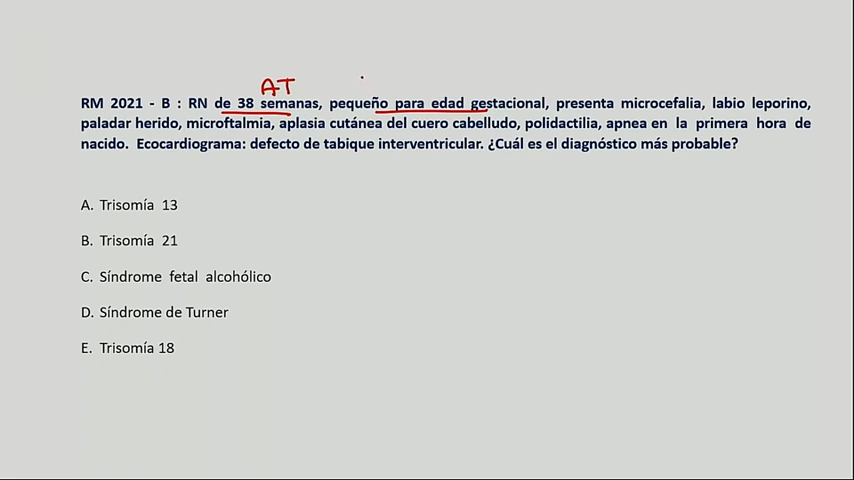 AT
RM 2021 - B : RN de 38 semanas, pequeño para edad gestacional, presenta microcefalia, labio leporino,
paladar herido, microftalmia, aplasia cutánea del cuero cabelludo, polidactilia, apnea en la primera hora de
nacido. Ecocardiograma: defecto de tabique interventricular. ¿Cuál es el diagnóstico más probable?
A. Trisomía 13
B. Trisomía 21
C. Síndrome fetal alcohólico
D. Síndrome de Turner
E. Trisomía 18